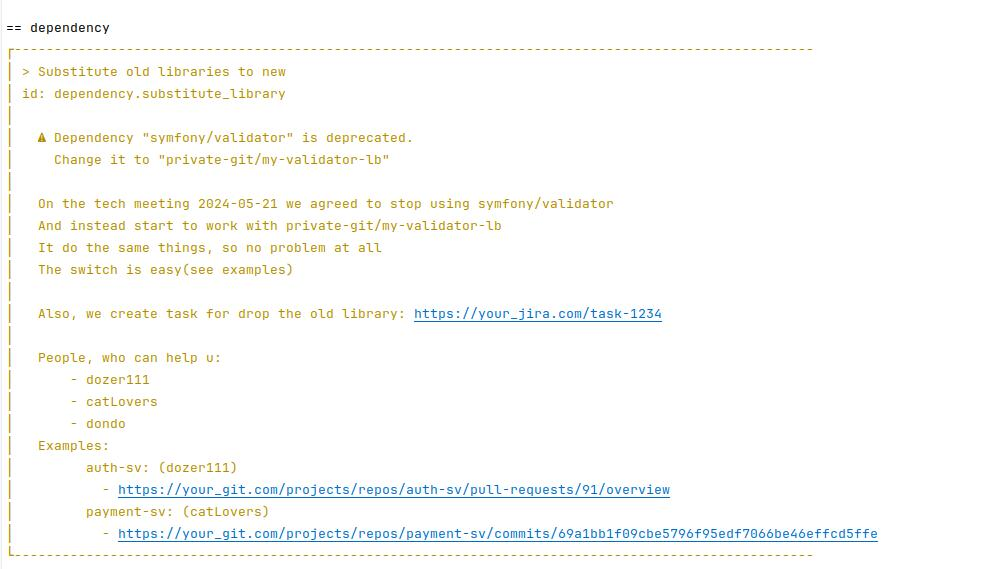 == dependency
> Substitute old libraries to new
id: dependency.substitute_library
⚠ Dependency "symfony/validator" is deprecated.
Change it to "private-git/my-validator-lb"
On the tech meeting 2024-05-21 we agreed to stop using symfony/validator
And instead start to work with private-git/my-validator-lb
It do the same things, so no problem at all
The switch is easy(see examples)
Also, we create task for drop the old library: https://your_jira.com/task-1234
People, who can help u:
- dozer111
- catLovers
- dondo
Examples:
auth-sv: (dozer111)
- https://your_git.com/projects/repos/auth-sv/pull-requests/91/overview
payment-sv: (catLovers)
- https://your_git.com/projects/repos/payment-sv/commits/69a1bb1f09cbe5796f95edf7066be46effcd5ffe